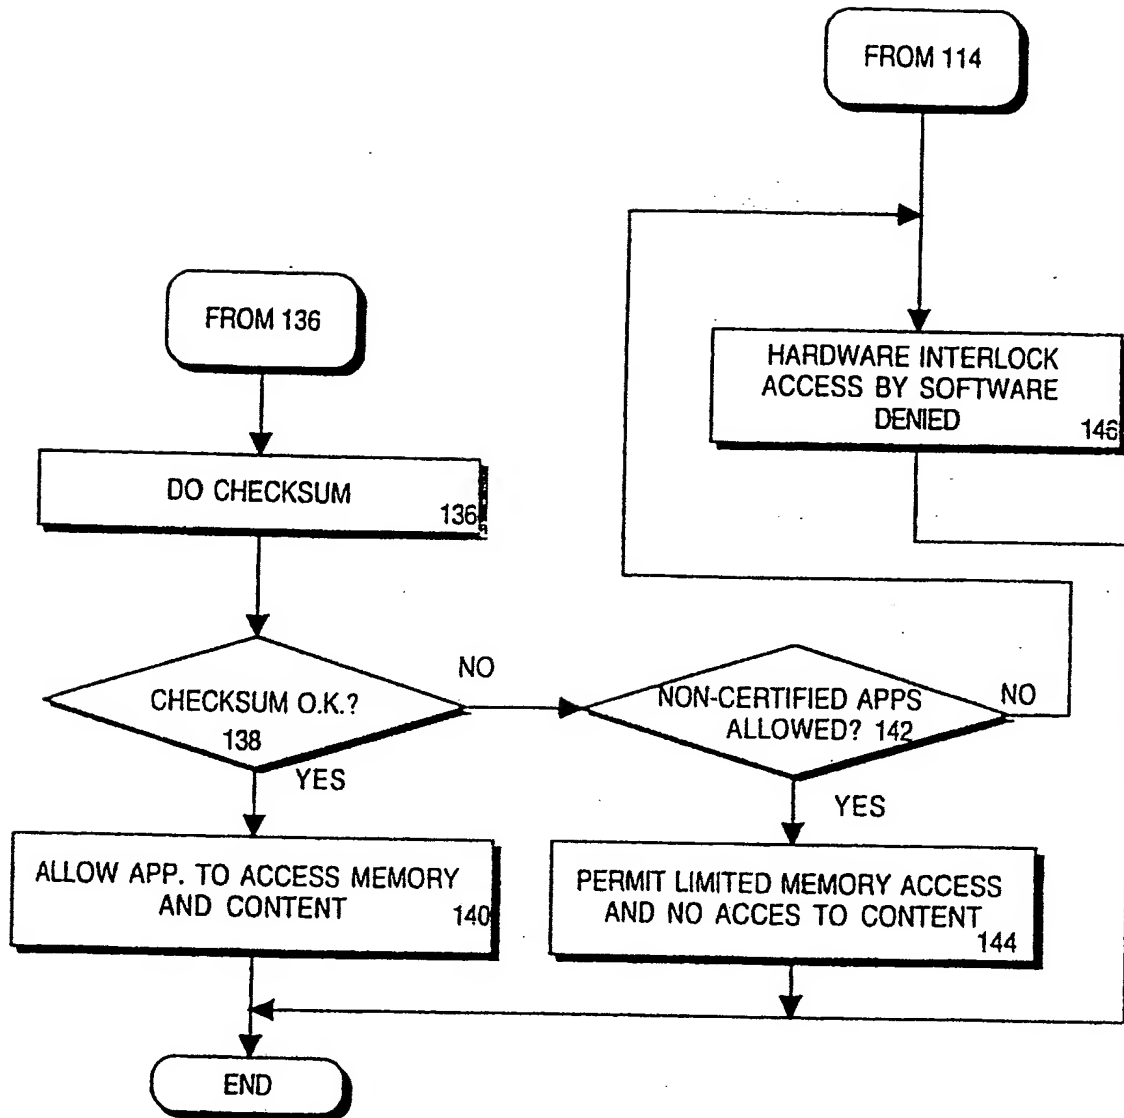 FROM 114
FROM 136
HARDWARE INTERLOCK
ACCESS BY SOFTWARE
DENIED
146
DO CHECKSUM
136
CHECKSUM O.K.?
138
NO
YES
NON-CERTIFIED APPS
ALLOWED? 142
NO
YES
ALLOW APP. TO ACCESS MEMORY
AND CONTENT
140
PERMIT LIMITED MEMORY ACCESS
AND NO ACCES TO CONTENT
144
END